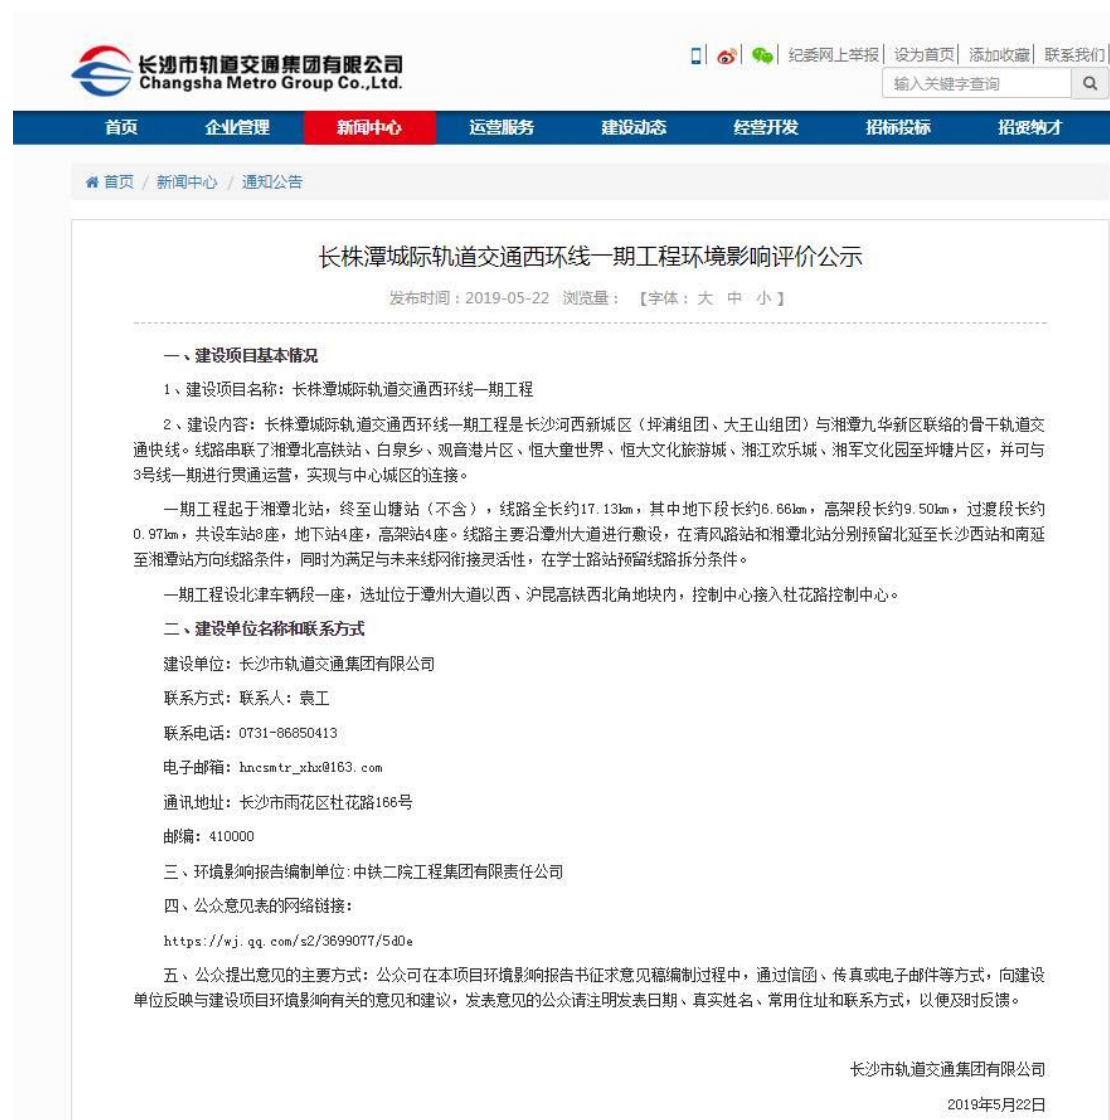 长沙市轨道交通集团有限公司
Changsha Metro Group Co.,Ltd.
纪委网上举报 | 设为首页 | 添加收藏 | 联系我们
输入关键字查询
首页 企业管理 新闻中心 运营服务 建设动态 经营开发 招标投标 招贤纳才
首页 / 新闻中心 / 通知公告
长株潭城际轨道交通西环线一期工程环境影响评价公示
发布时间：2019-05-22 浏览量： 【字体：大 中 小】
一、建设项目基本情况
1、建设项目名称：长株潭城际轨道交通西环线一期工程
2、建设内容：长株潭城际轨道交通西环线一期工程是长沙河西新城区（坪浦组团、大王山组团）与湘潭九华新区联络的骨干轨道交
通快线。线路串联了湘潭北高铁站、白泉乡、观音港片区、恒大童世界、恒大文化旅游城、湘江欢乐城、湘军文化园至坪塘片区，并可与
3号线一期进行贯通运营，实现与中心城区的连接。
一期工程起于湘潭北站，终至山塘站（不含），线路全长约17.13km，其中地下段长约6.66km，高架段长约9.50km，过渡段长约
0.97km，共设车站8座，地下站4座，高架站4座。线路主要沿潭州大道进行敷设，在清风路站和湘潭北站分别预留北延至长沙西站和南延
至湘潭站方向线路条件，同时为满足与未来线网衔接灵活性，在学士路站预留线路拆分条件。
一期工程设北津车辆段一座，选址位于潭州大道以西、沪昆高铁西北角地块内，控制中心接入杜花路控制中心。
二、建设单位名称和联系方式
建设单位：长沙市轨道交通集团有限公司
联系方式：联系人：袁工
联系电话：0731-86850413
电子邮箱：hncsmtr_xhx@163.com
通讯地址：长沙市雨花区杜花路166号
邮编：410000
三、环境影响报告编制单位:中铁二院工程集团有限责任公司
四、公众意见表的网络链接：
https://wj.qq.com/s2/3699077/5d0e
五、公众提出意见的主要方式：公众可在本项目环境影响报告书征求意见稿编制过程中，通过信函、传真或电子邮件等方式，向建设
单位反映与建设项目环境影响有关的意见和建议，发表意见的公众请注明发表日期、真实姓名、常用住址和联系方式，以便及时反馈。
长沙市轨道交通集团有限公司
2019年5月22日